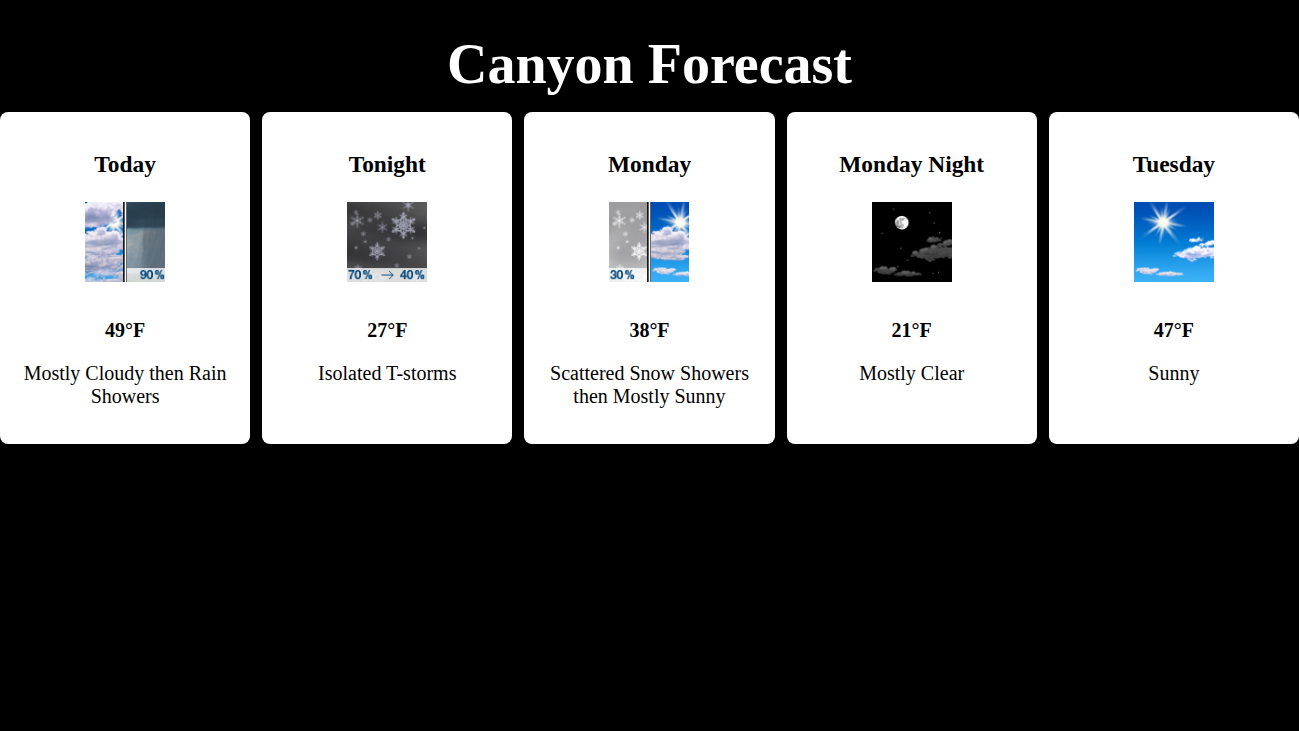 Canyon Forecast
Today
90%
49°F
Mostly Cloudy then Rain
Showers
Tonight
70% → 40%
27°F
Isolated T-storms
Monday
30%
38°F
Scattered Snow Showers
then Mostly Sunny
Monday Night
21°F
Mostly Clear
Tuesday
47°F
Sunny